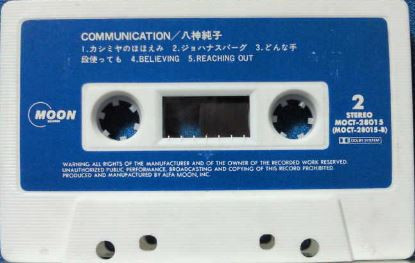 COMMUNICATION／八神純子
1.カシミヤのほほえみ 2.ジョハナスバーグ 3.どんな手
段使っても 4.BELIEVING 5.REACHING OUT
MOON
RECORDS
2
STEREO
MOCT-28015
(MOCT-28015-B)
DOLBY SYSTEM
WARNING: ALL RIGHTS OF THE MANUFACTURER AND OF THE OWNER OF THE RECORDED WORK RESERVED.
UNAUTHORIZED PUBLIC PERFORMANCE, BROADCASTING AND COPYING OF THIS RECORD PROHIBITED.
PRODUCED AND MANUFACTURED BY ALFA MOON, INC.